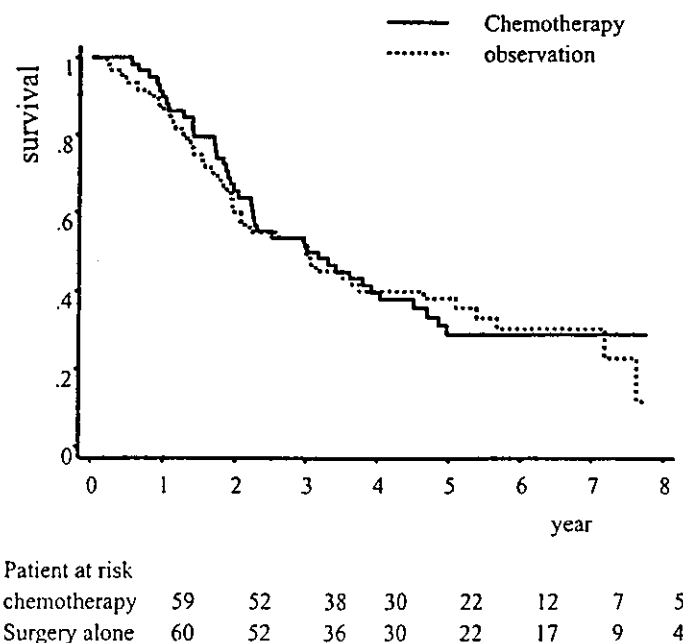 Chemotherapy
observation
survival
1
.8
.6
.4
.2
0
0 1 2 3 4 5 6 7 8
year
Patient at risk
chemotherapy 59 52 38 30 22 12 7 5
Surgery alone 60 52 36 30 22 17 9 4